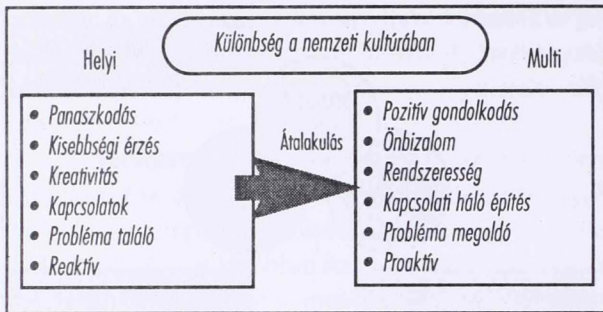 Különbség a nemzeti kultúrában
Helyi
Multi
• Panaszkodás
• Kisebbségi érzés
• Kreativitás
• Kapcsolatok
• Probléma találó
• Reaktív
Átalakulás
• Pozitív gondolkodás
• Önbizalom
• Rendszeresség
• Kapcsolati háló építés
• Probléma megoldó
• Proaktív